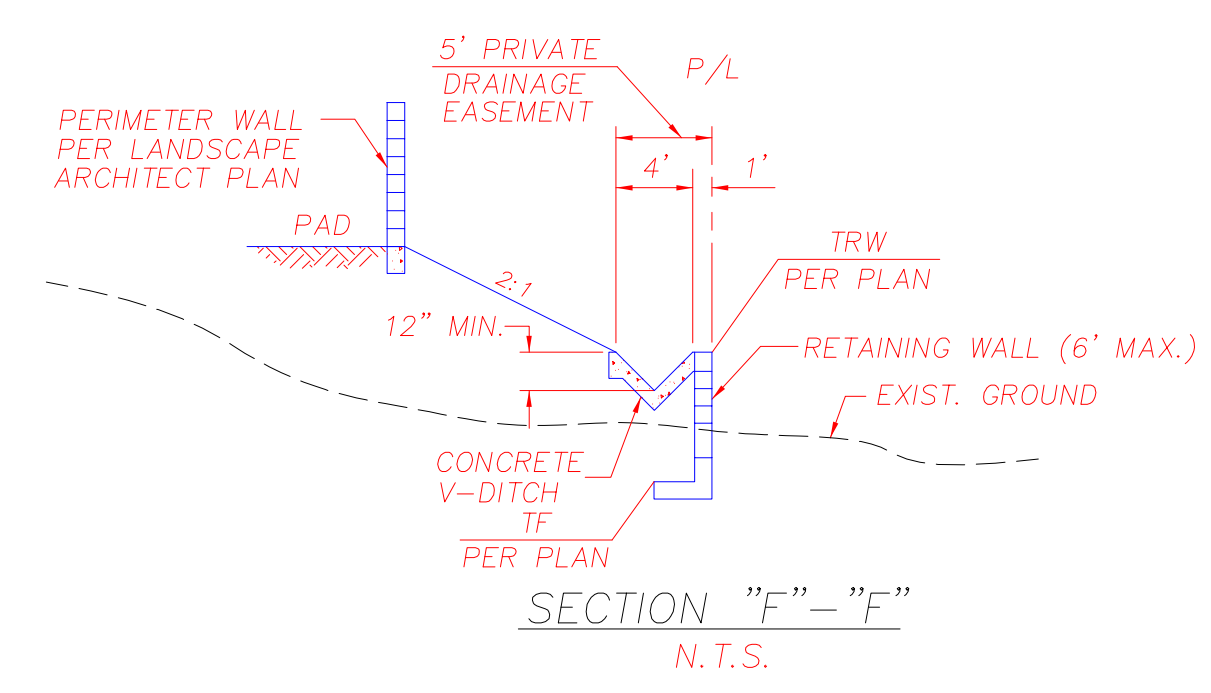 5' PRIVATE
DRAINAGE
EASEMENT
P/L
PERIMETER WALL
PER LANDSCAPE
ARCHITECT PLAN
4'
1'
PAD
TRW
PER PLAN
2:1
12" MIN.
RETAINING WALL (6' MAX.)
EXIST. GROUND
CONCRETE
V-DITCH
TF
PER PLAN
SECTION "F"-"F"
N.T.S.